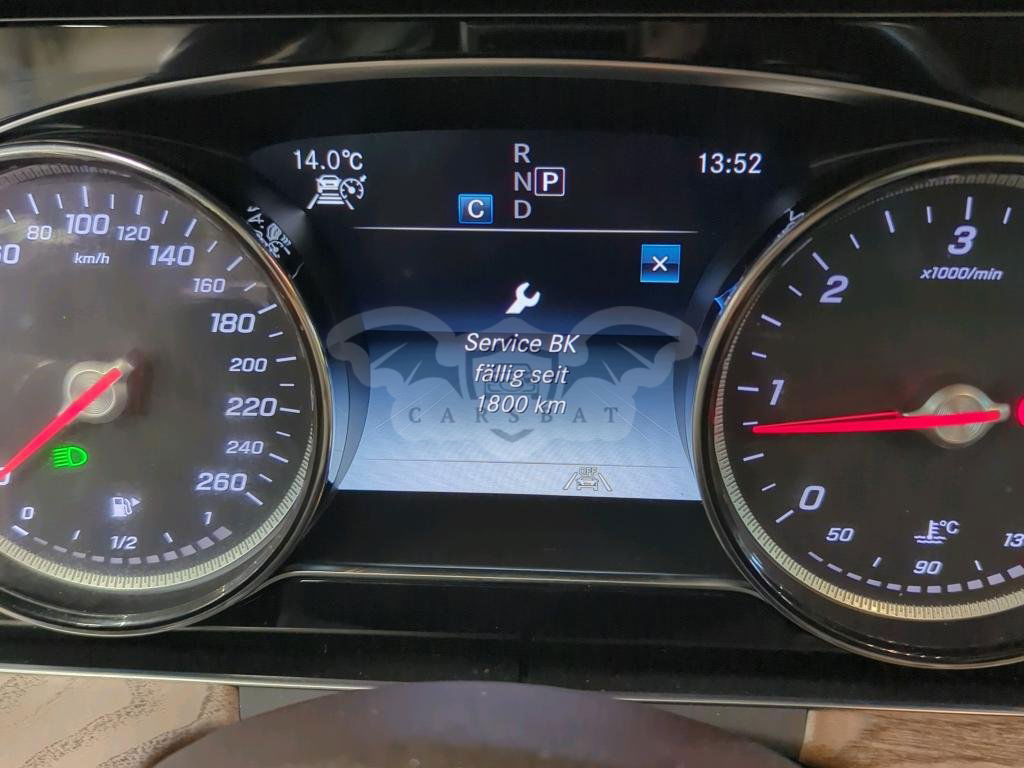 14.0°C
R
N P
C D
13:52
Service BK
fällig seit
1800 km
CARSBAT
OFF
80
100
120
km/h
140
160
180
200
220
240
260
0
1/2
1
3
x1000/min
2
1
0
50
90
°C